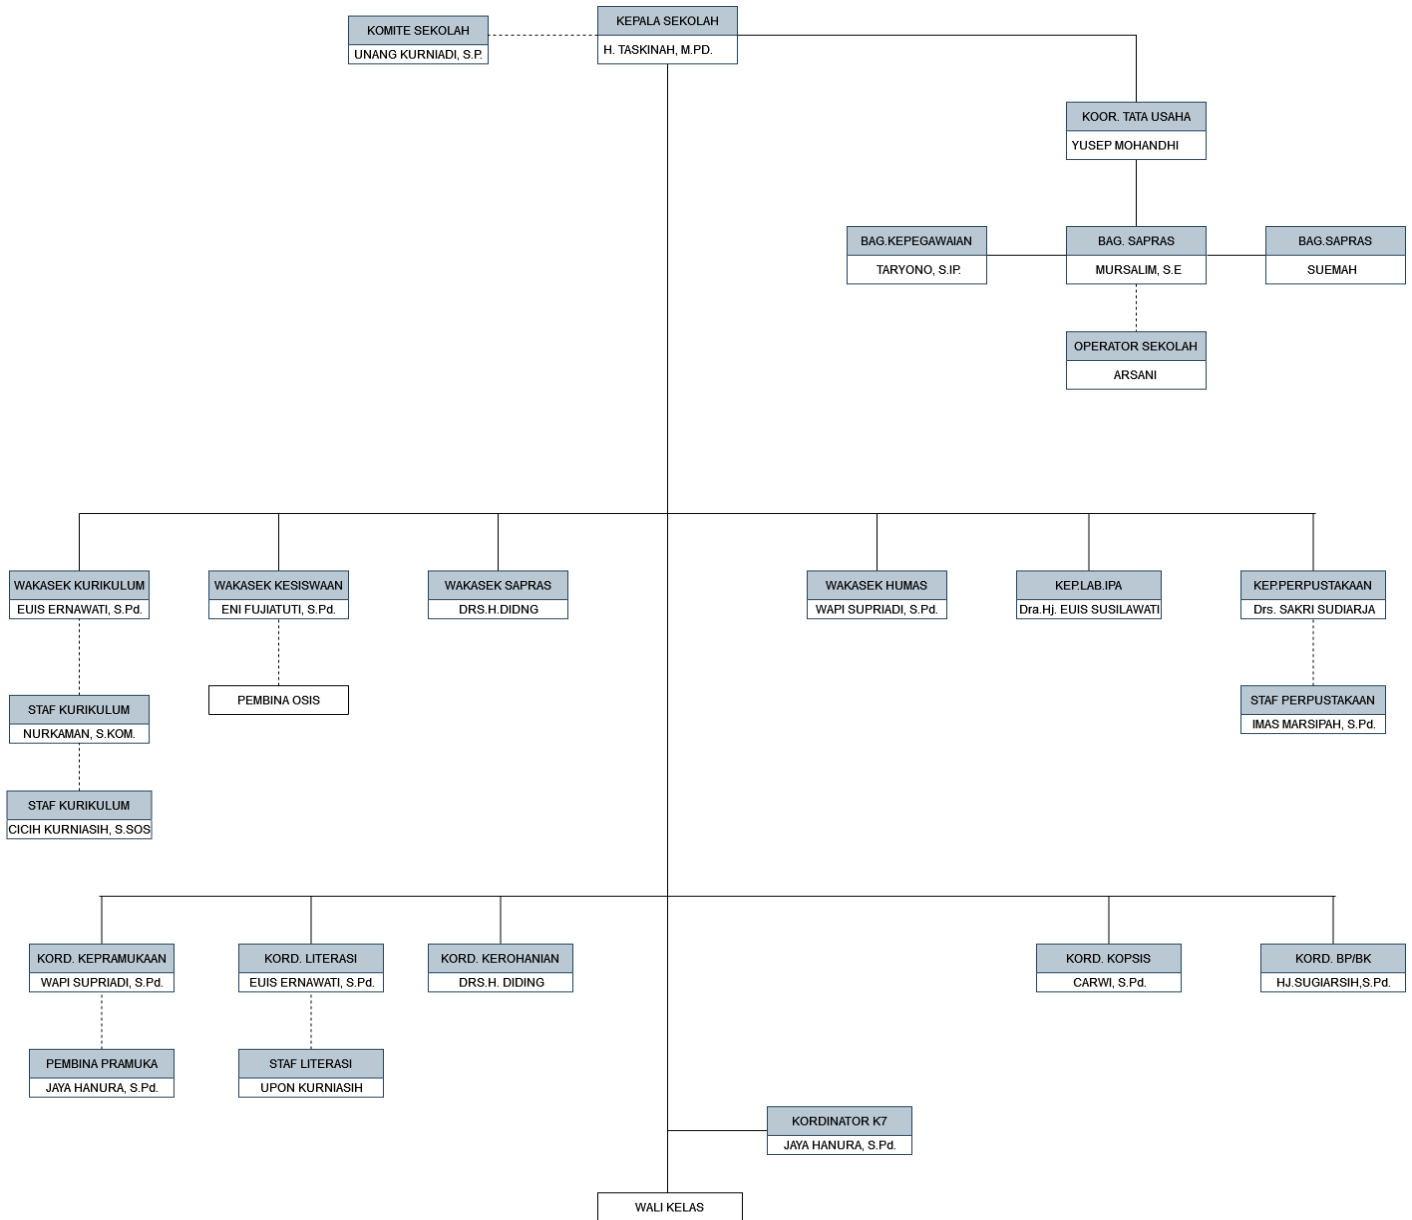 KOMITE SEKOLAH
UNANG KURNIADI, S.P.
KEPALA SEKOLAH
H. TASKINAH, M.PD.
KOOR. TATA USAHA
YUSEP MOHANDHI
BAG.KEPEGAWAIAN
TARYONO, S.IP.
BAG. SAPRAS
MURSALIM, S.E
BAG.SAPRAS
SUEMAH
OPERATOR SEKOLAH
ARSANI
WAKASEK KURIKULUM
EUIS ERNAWATI, S.Pd.
WAKASEK KESISWAAN
ENI FUJIATUTI, S.Pd.
WAKASEK SAPRAS
DRS.H.DIDNG
WAKASEK HUMAS
WAPI SUPRIADI, S.Pd.
KEP.LAB.IPA
Dra.Hj. EUIS SUSILAWATI
KEP.PERPUSTAKAAN
Drs. SAKRI SUDIARJA
STAF KURIKULUM
NURKAMAN, S.KOM.
PEMBINA OSIS
STAF PERPUSTAKAAN
IMAS MARSIPAH, S.Pd.
STAF KURIKULUM
CICIH KURNIASIH, S.SOS
KORD. KEPRAMUKAAN
WAPI SUPRIADI, S.Pd.
KORD. LITERASI
EUIS ERNAWATI, S.Pd.
KORD. KEROHANIAN
DRS.H. DIDING
KORD. KOPSIS
CARWI, S.Pd.
KORD. BP/BK
HJ.SUGIARSIH,S.Pd.
PEMBINA PRAMUKA
JAYA HANURA, S.Pd.
STAF LITERASI
UPON KURNIASIH
KORDINATOR K7
JAYA HANURA, S.Pd.
WALI KELAS